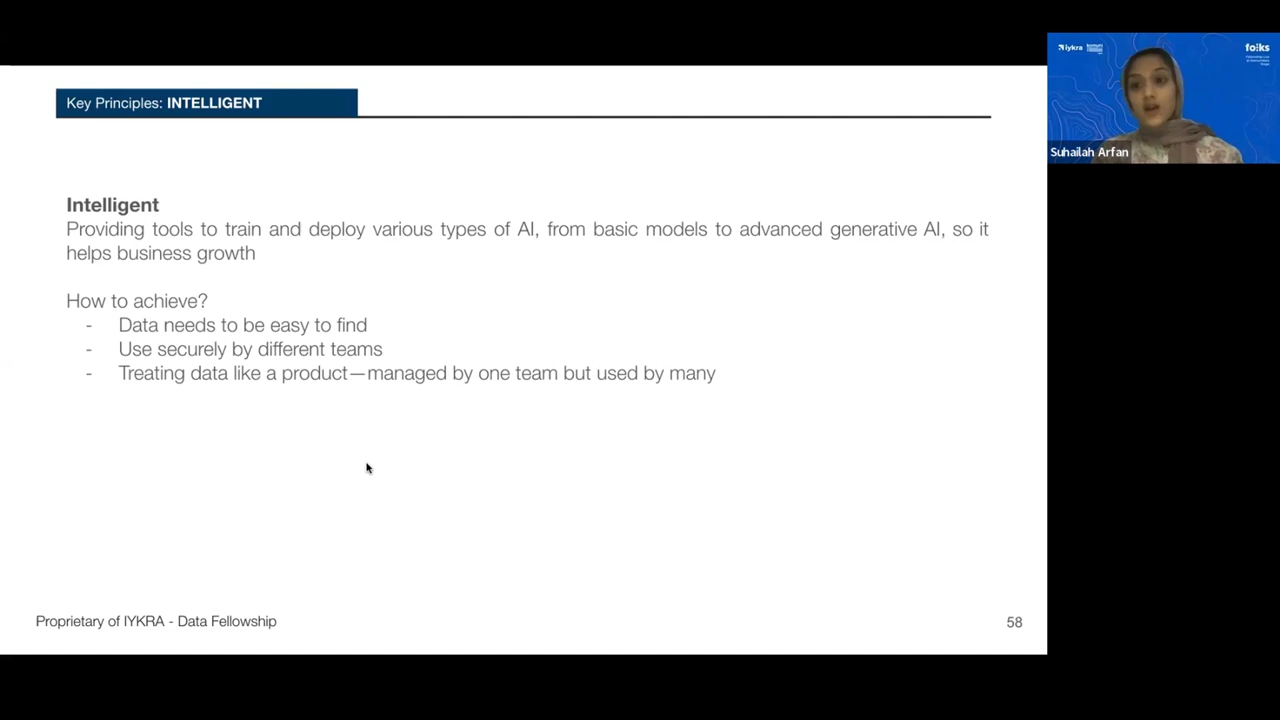 Key Principles: INTELLIGENT
Intelligent
Providing tools to train and deploy various types of AI, from basic models to advanced generative AI, so it
helps business growth
How to achieve?
- Data needs to be easy to find
- Use securely by different teams
- Treating data like a product—managed by one team but used by many
Proprietary of IYKRA - Data Fellowship
58
iykra
fo:ks
Suhailah Arfan